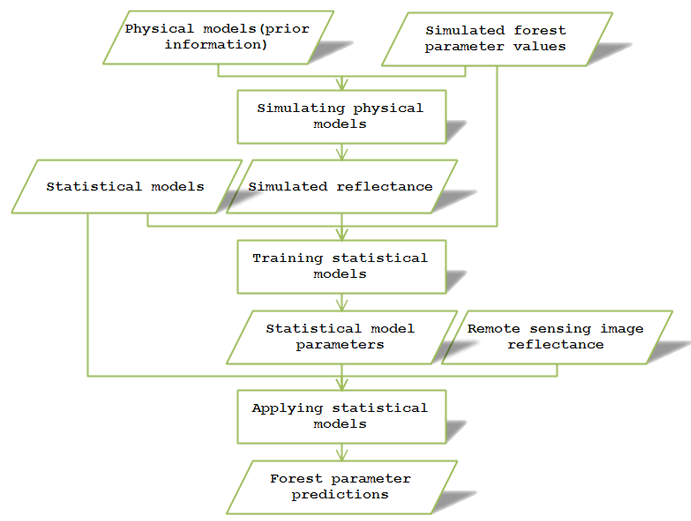 Physical models(prior
information)
Simulated forest
parameter values
Simulating physical
models
Statistical models
Simulated reflectance
Training statistical
models
Statistical model
parameters
Remote sensing image
reflectance
Applying statistical
models
Forest parameter
predictions